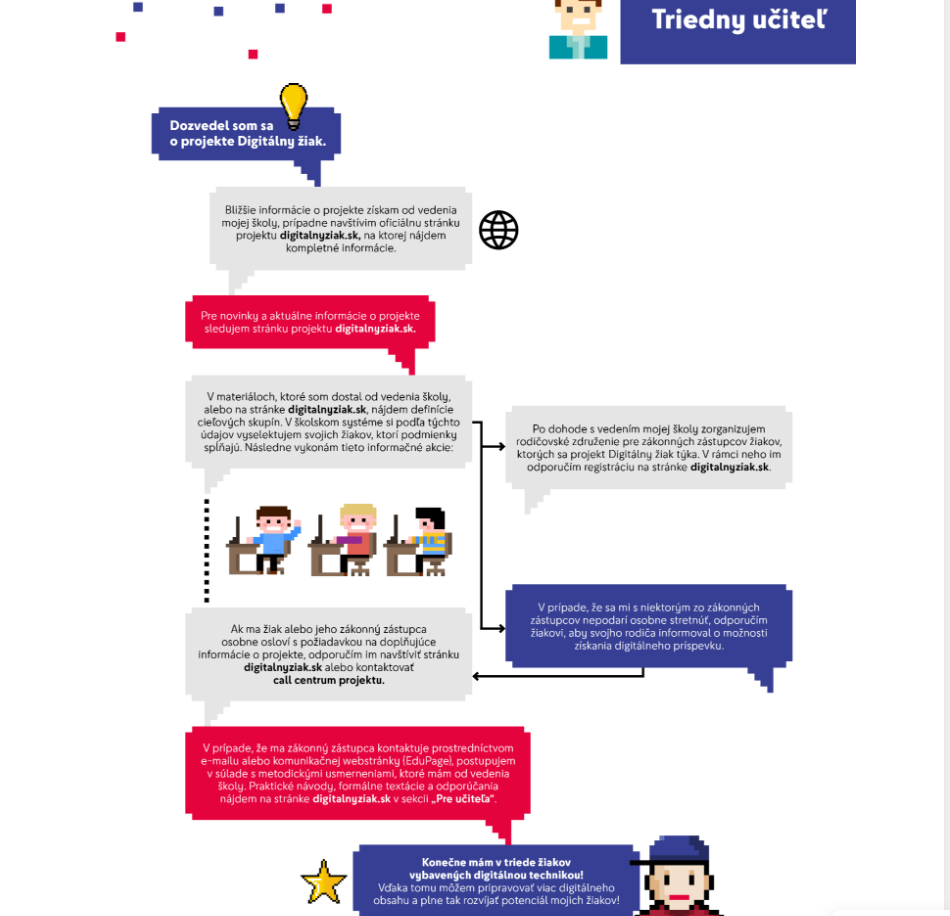 Triedny učiteľ
Dozvedel som sa
o projekte Digitálny žiak.
Bližšie informácie o projekte získam od vedenia
mojej školy, prípadne navštívim oficiálnu stránku
projektu digitalnyziak.sk, na ktorej nájdem
kompletné informácie.
Pre novinky a aktuálne informácie o projekte
sledujem stránku projektu digitalnyziak.sk.
V materiáloch, ktoré som dostal od vedenia školy,
alebo na stránke digitalnyziak.sk, nájdem definície
cieľových skupín. V školskom systéme si podľa týchto
údajov vyselektujem svojich žiakov, ktorí podmienky
spĺňajú. Následne vykonám tieto informačné akcie:
Po dohode s vedením mojej školy zorganizujem
rodičovské združenie pre zákonných zástupcov žiakov,
ktorých sa projekt Digitálny žiak týka. V rámci neho im
odporučím registráciu na stránke digitalnyziak.sk.
V prípade, že sa mi s niektorým zo zákonných
zástupcov nepodarí osobne stretnúť, odporučím
žiakovi, aby svojho rodiča informoval o možnosti
získania digitálneho príspevku.
Ak ma žiak alebo jeho zákonný zástupca
osobne osloví s požiadavkou na doplňujúce
informácie o projekte, odporučím im navštíviť stránku
digitalnyziak.sk alebo kontaktovať
call centrum projektu.
V prípade, že ma zákonný zástupca kontaktuje prostredníctvom
e-mailu alebo komunikačnej webstránky (EduPage), postupujem
v súlade s metodickými usmerneniami, ktoré mám od vedenia
školy. Praktické návody, formálne textácie a odporúčania
nájdem na stránke digitalnyziak.sk v sekcii „Pre učiteľa“.
Konečne mám v triede žiakov
vybavených digitálnou technikou!
Vďaka tomu môžem pripravovať viac digitálneho
obsahu a plne tak rozvíjať potenciál mojich žiakov!